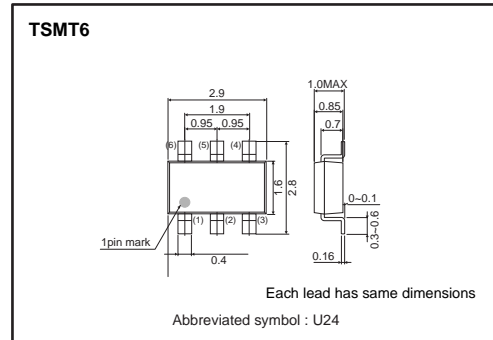 TSMT6
1.0MAX
2.9
0.85
1.9
0.7
0.95 0.95
(6) (5) (4)
1.6
2.8
0~0.1
(1) (2) (3)
1pin mark
0.3~0.6
0.4
0.16
Each lead has same dimensions
Abbreviated symbol : U24